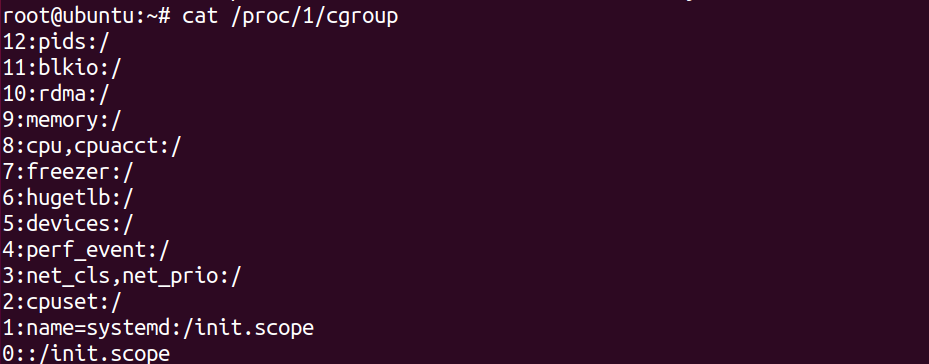 root@ubuntu:~# cat /proc/1/cgroup
12:pids:/
11:blkio:/
10:rdma:/
9:memory:/
8:cpu,cpuacct:/
7:freezer:/
6:hugetlb:/
5:devices:/
4:perf_event:/
3:net_cls,net_prio:/
2:cpuset:/
1:name=systemd:/init.scope
0::/init.scope